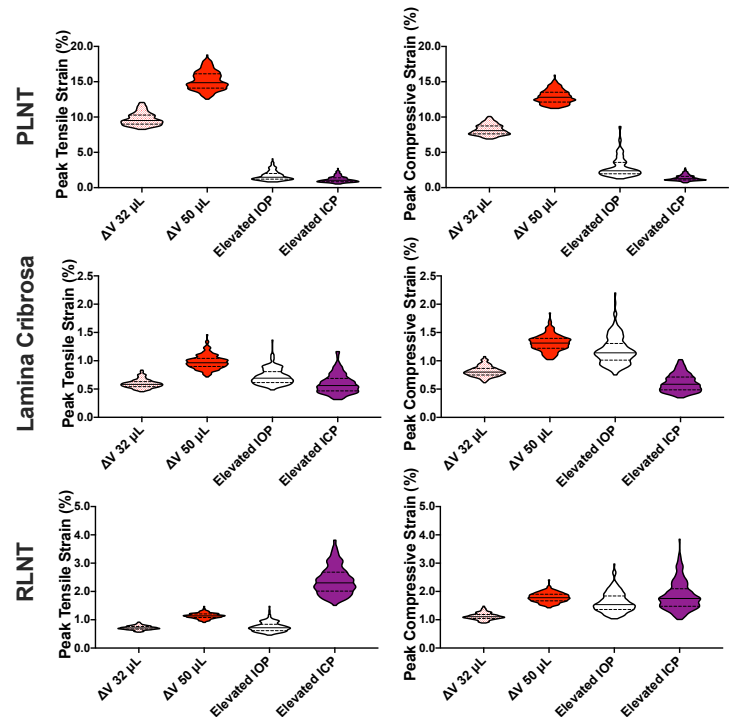 PLNT
Peak Tensile Strain (%)
20.0
15.0
10.0
5.0
0.0
ΔV 32 µL
ΔV 50 µL
Elevated IOP
Elevated ICP
Peak Compressive Strain (%)
20.0
15.0
10.0
5.0
0.0
ΔV 32 µL
ΔV 50 µL
Elevated IOP
Elevated ICP
Lamina Cribrosa
Peak Tensile Strain (%)
2.5
2.0
1.5
1.0
0.5
0.0
ΔV 32 µL
ΔV 50 µL
Elevated IOP
Elevated ICP
Peak Compressive Strain (%)
2.5
2.0
1.5
1.0
0.5
0.0
ΔV 32 µL
ΔV 50 µL
Elevated IOP
Elevated ICP
RLNT
Peak Tensile Strain (%)
5.0
4.0
3.0
2.0
1.0
0.0
ΔV 32 µL
ΔV 50 µL
Elevated IOP
Elevated ICP
Peak Compressive Strain (%)
5.0
4.0
3.0
2.0
1.0
0.0
ΔV 32 µL
ΔV 50 µL
Elevated IOP
Elevated ICP